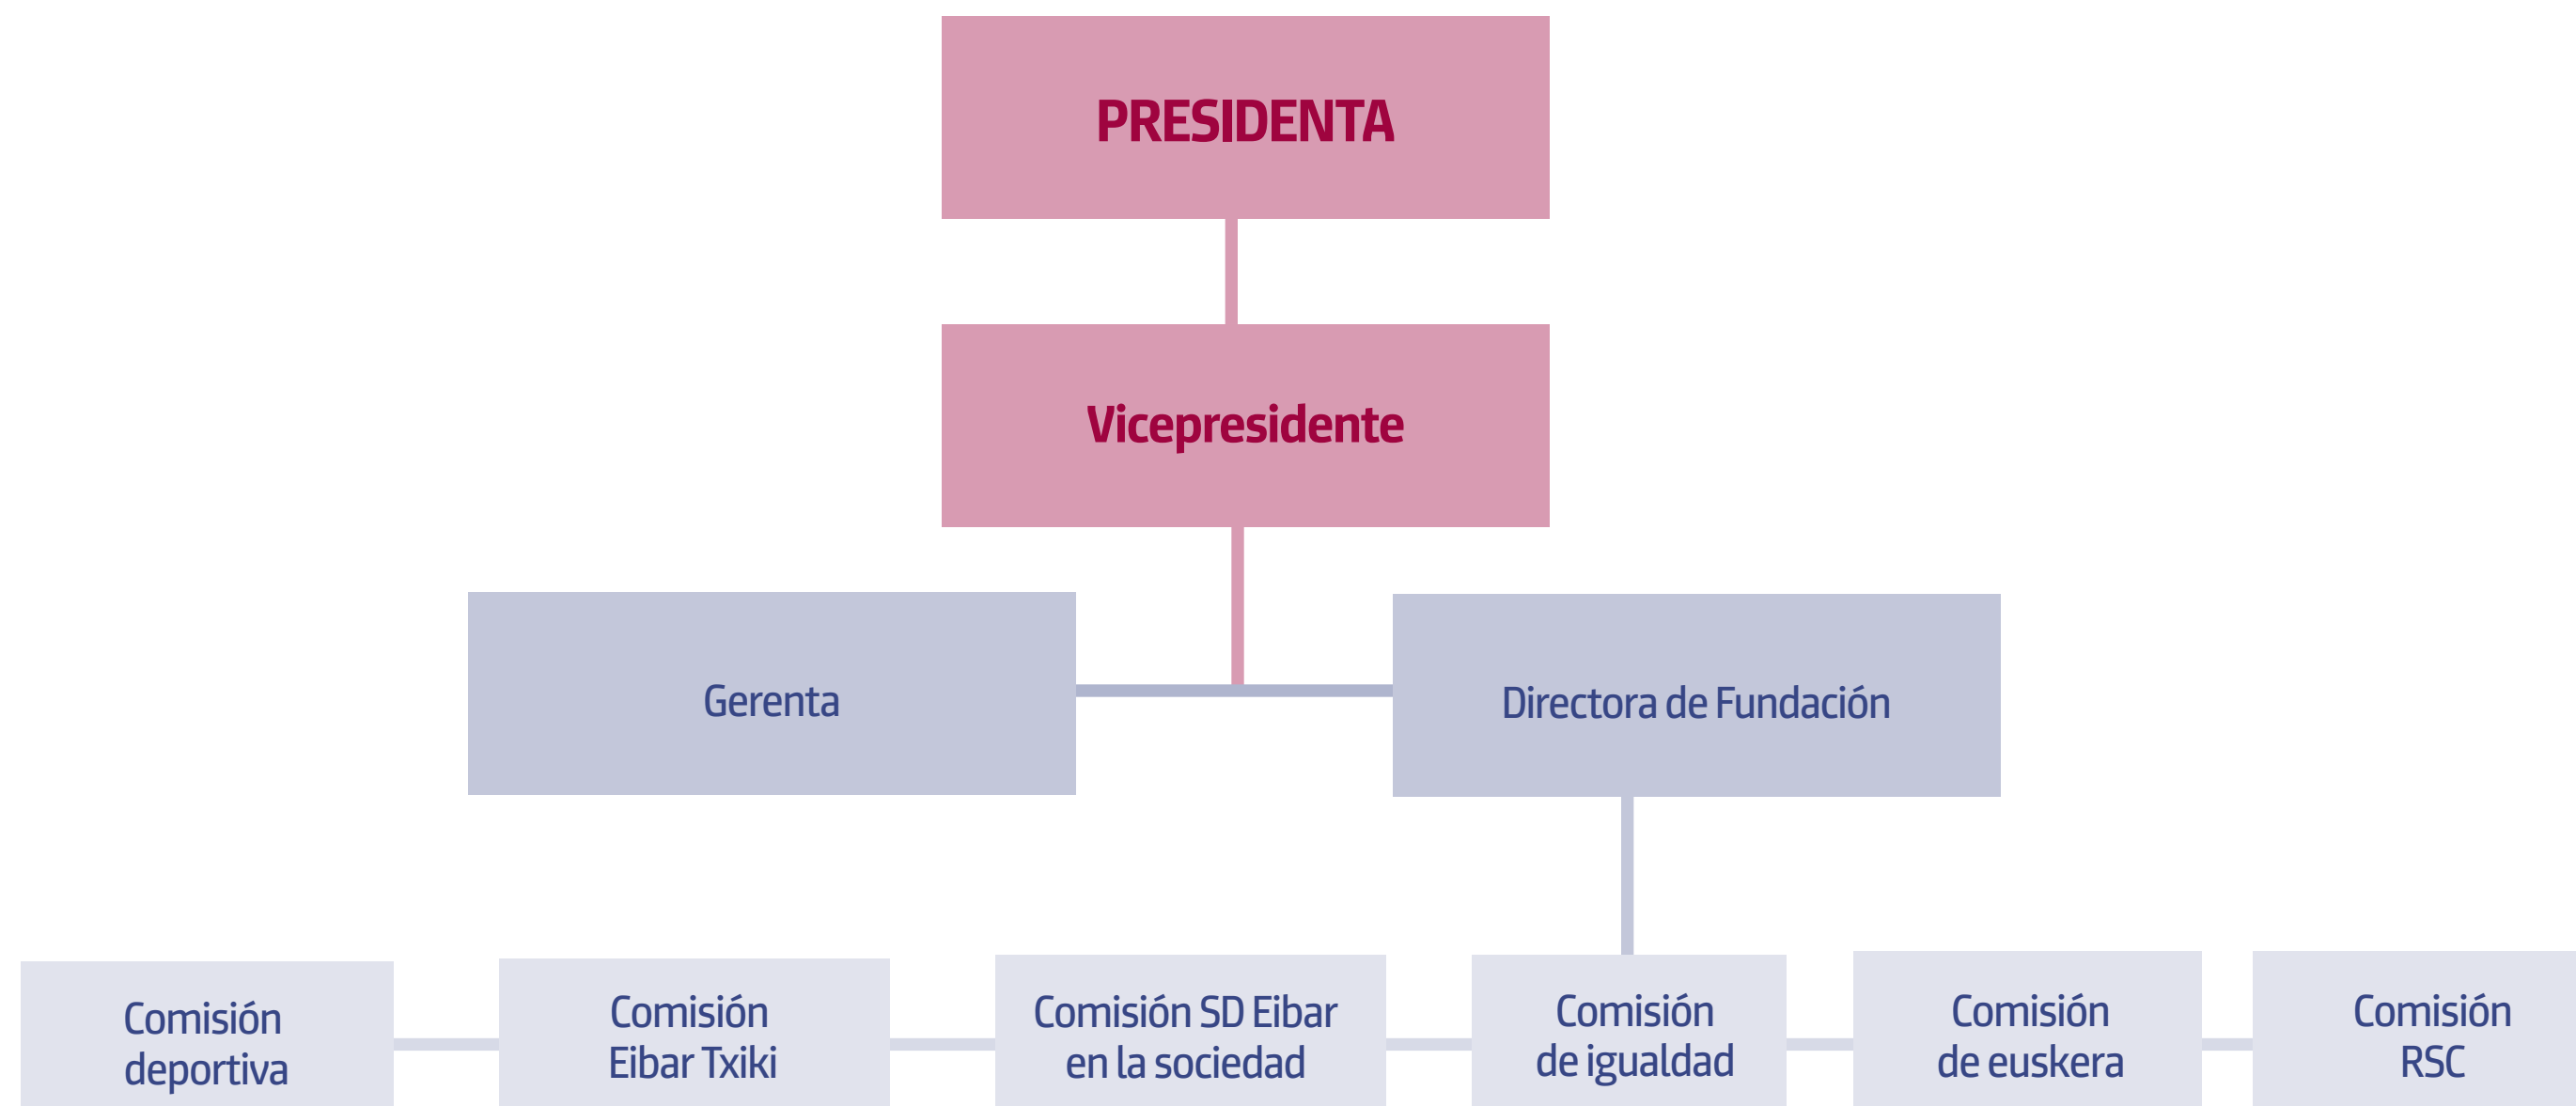 PRESIDENTA
Vicepresidente
Gerenta
Directora de Fundación
Comisión
deportiva
Comisión
Eibar Txiki
Comisión SD Eibar
en la sociedad
Comisión
de igualdad
Comisión
de euskera
Comisión
RSC